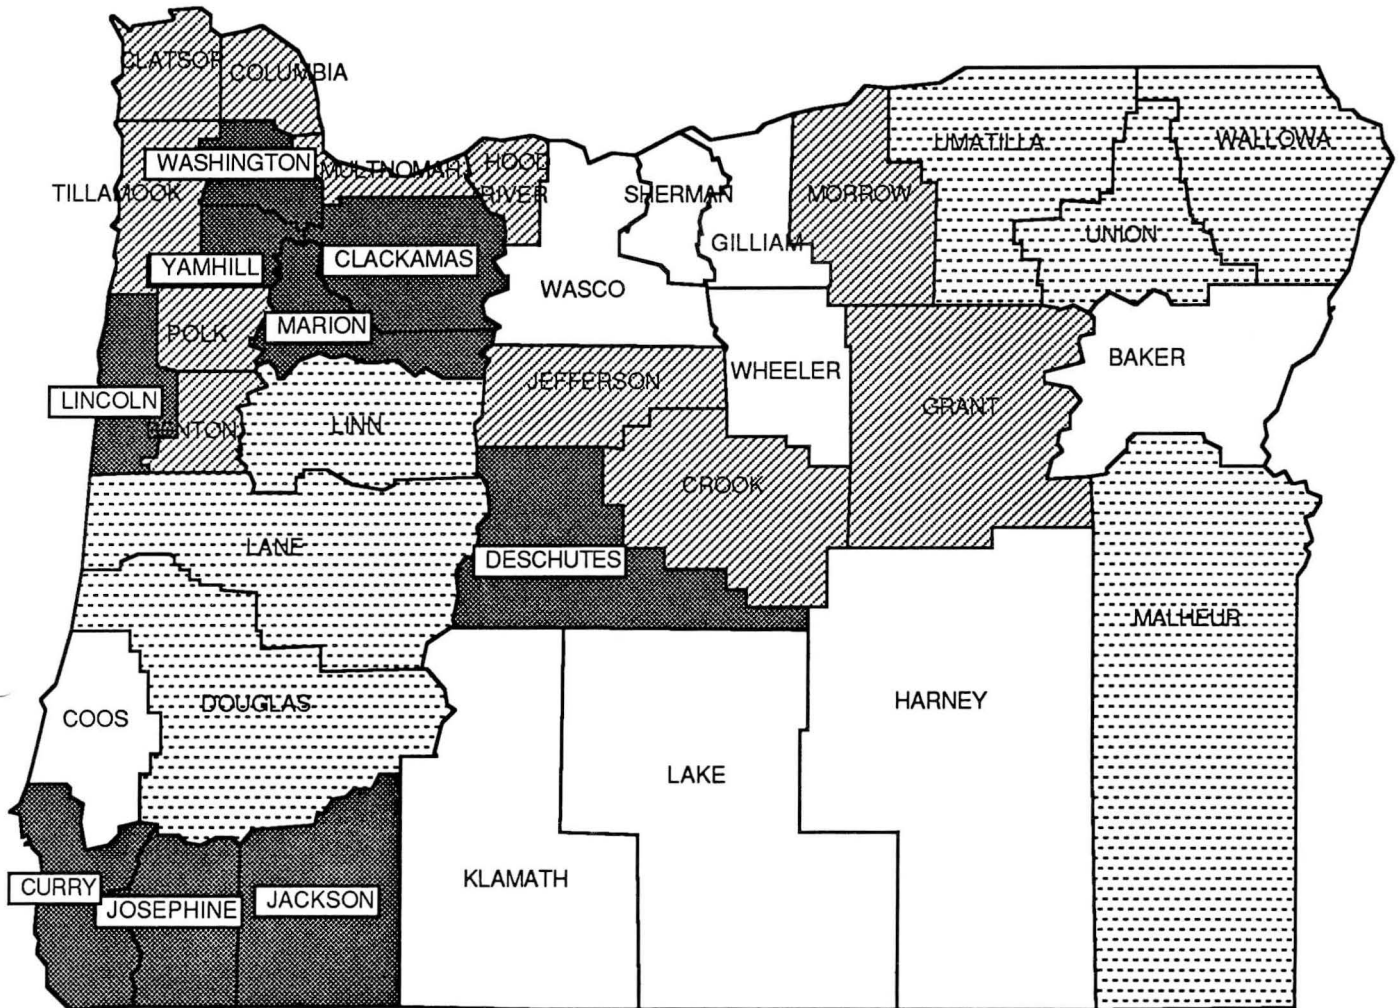 CLATSOP
COLUMBIA
WASHINGTON
MULTNOMAH
HOOD
RIVER
TILLAMOOK
SHERMAN
MORROW
UMATILLA
WALLOWA
GILLIAM
UNION
YAMHILL
CLACKAMAS
WASCO
POLK
MARION
WHEELER
BAKER
JEFFERSON
LINCOLN
BENTON
LINN
GRANT
CROOK
LANE
DESCHUTES
MALHEUR
COOS
DOUGLAS
HARNEY
LAKE
KLAMATH
CURRY
JOSEPHINE
JACKSON